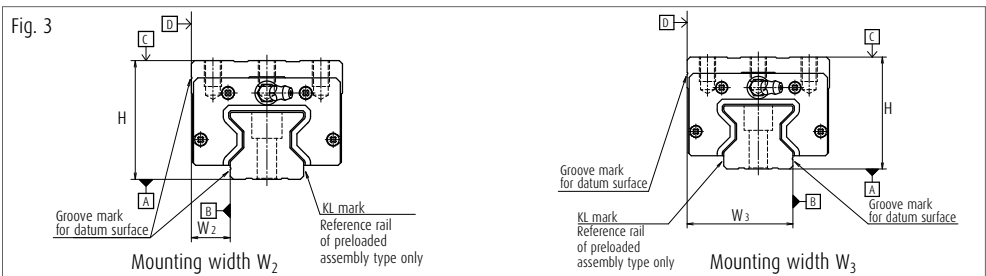 Fig. 3
D
C
H
A
Groove mark
for datum surface
B
W2
KL mark
Reference rail
of preloaded
assembly type only
Mounting width W2
D
C
H
Groove mark
for datum surface
A
KL mark
Reference rail
of preloaded
assembly type only
W3
B
Groove mark
for datum surface
Mounting width W3